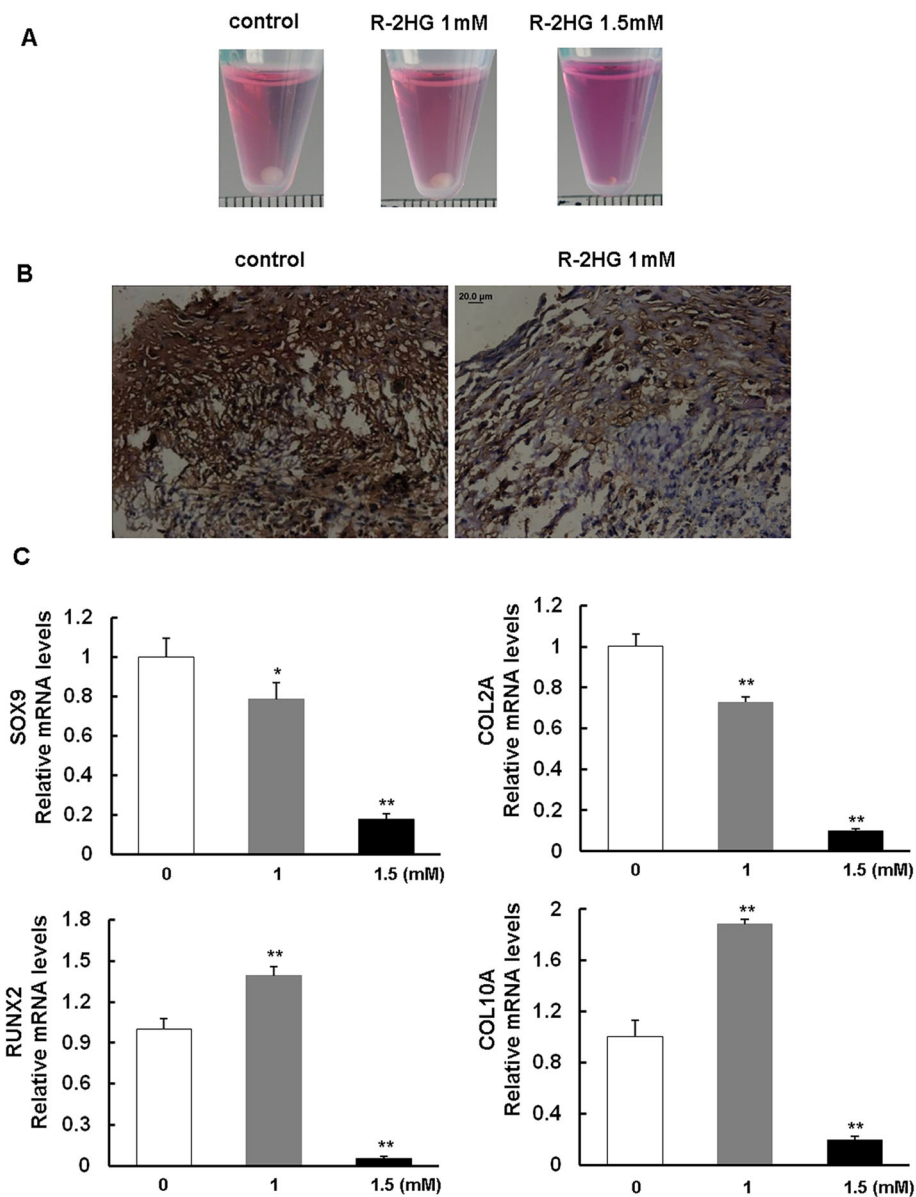 A
control R-2HG 1mM R-2HG 1.5mM
B
control R-2HG 1mM
20.0 µm
C
SOX9
Relative mRNA levels
1.2
1
0.8
0.6
0.4
0.2
0
*
**
0 1 1.5 (mM)
COL2A
Relative mRNA levels
1.2
1
0.8
0.6
0.4
0.2
0
**
**
0 1 1.5 (mM)
RUNX2
Relative mRNA levels
1.8
1.5
1.2
0.9
0.6
0.3
0
**
**
0 1 1.5 (mM)
COL10A
Relative mRNA levels
2
1.6
1.2
0.8
0.4
0
**
**
0 1 1.5 (mM)